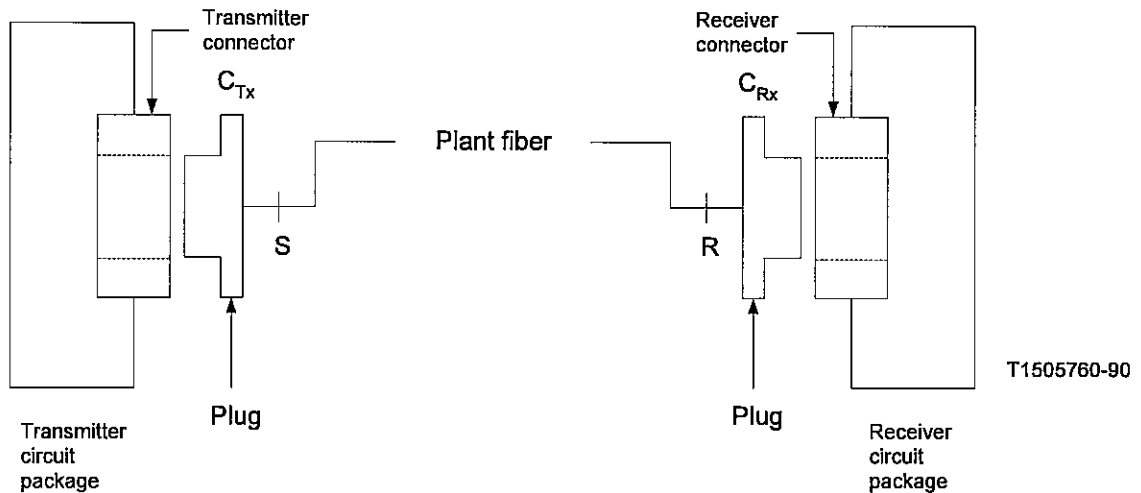 Transmitter
connector
Receiver
connector
C_Tx
C_Rx
Plant fiber
S
R
T1505760-90
Plug
Plug
Transmitter
circuit
package
Receiver
circuit
package